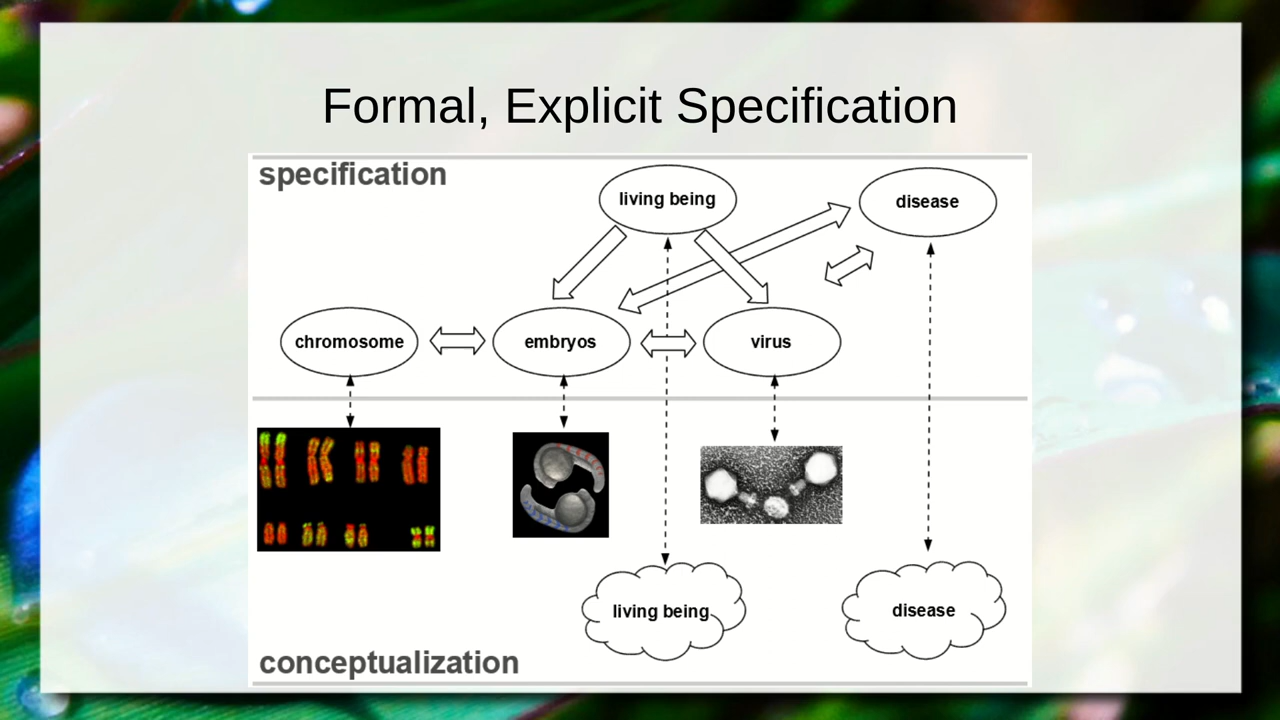 Formal, Explicit Specification
specification
living being
disease
chromosome
embryos
virus
living being
disease
conceptualization